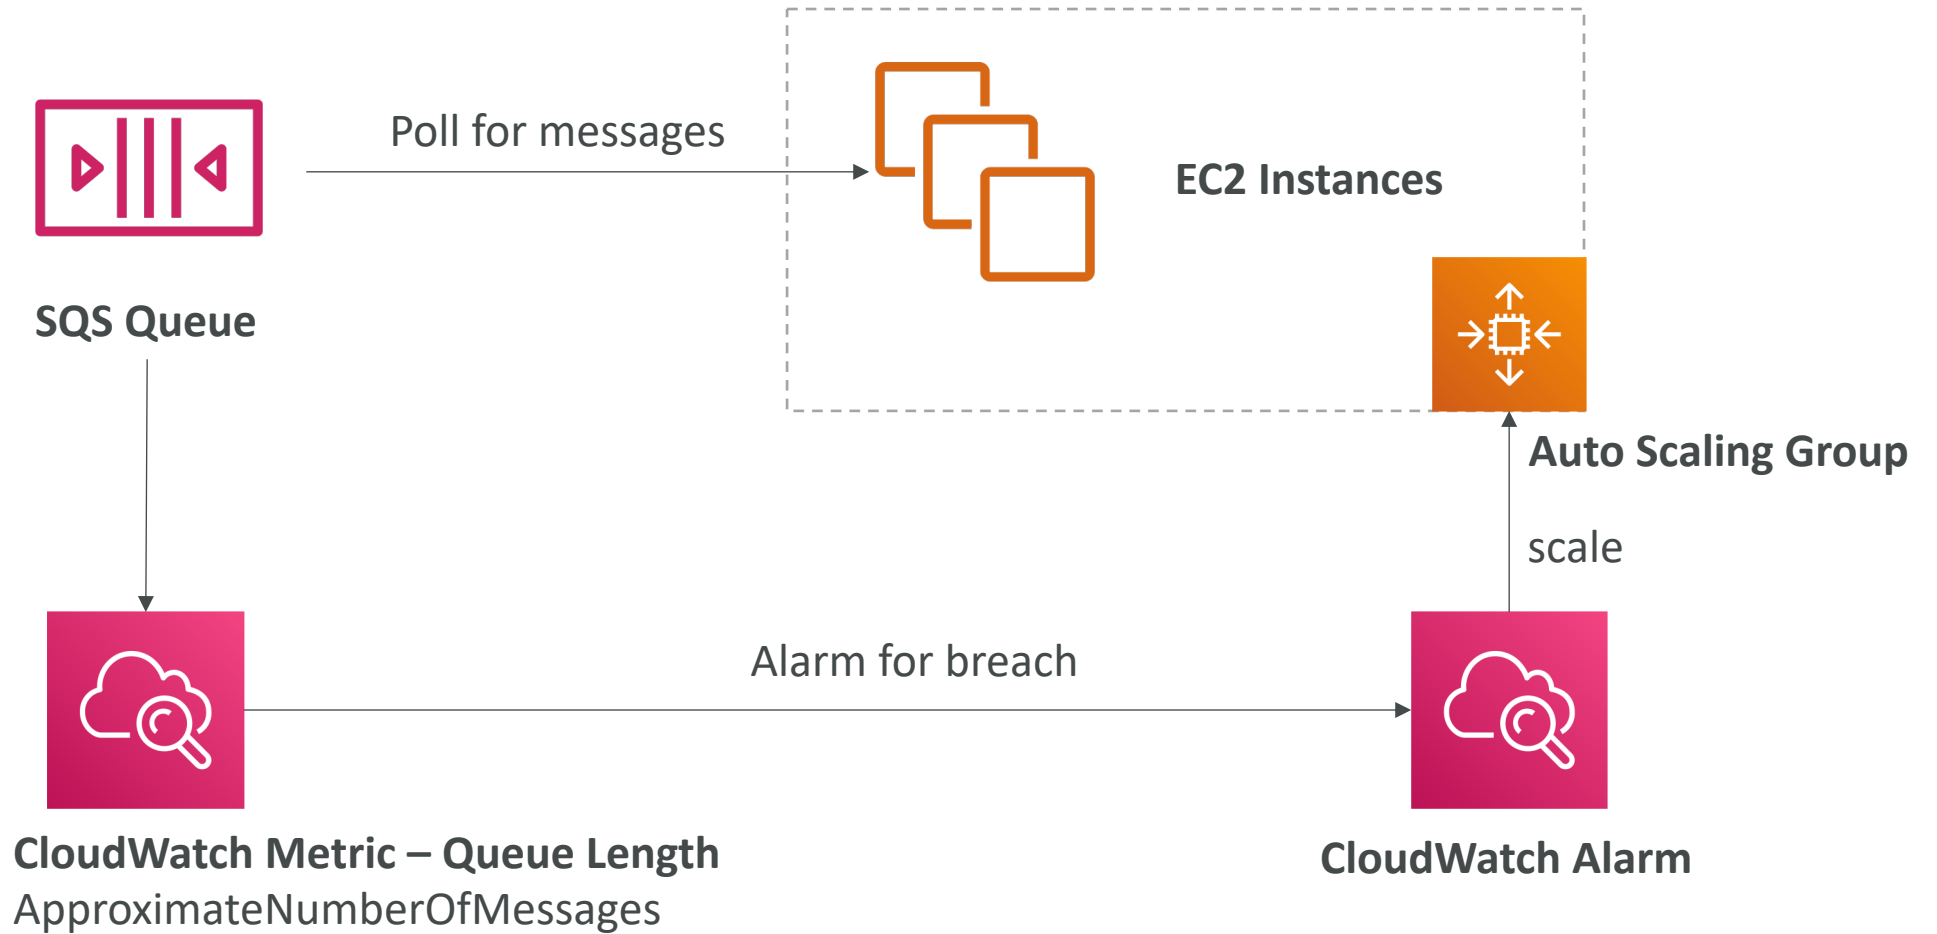 Poll for messages
EC2 Instances
SQS Queue
Auto Scaling Group
scale
Alarm for breach
CloudWatch Metric – Queue Length
ApproximateNumberOfMessages
CloudWatch Alarm